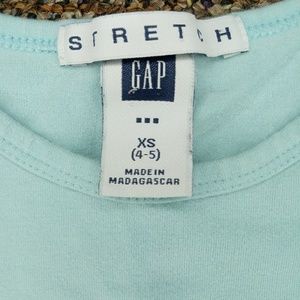 STRETCH
GAP
XS
(4-5)
MADE IN
MADAGASCAR